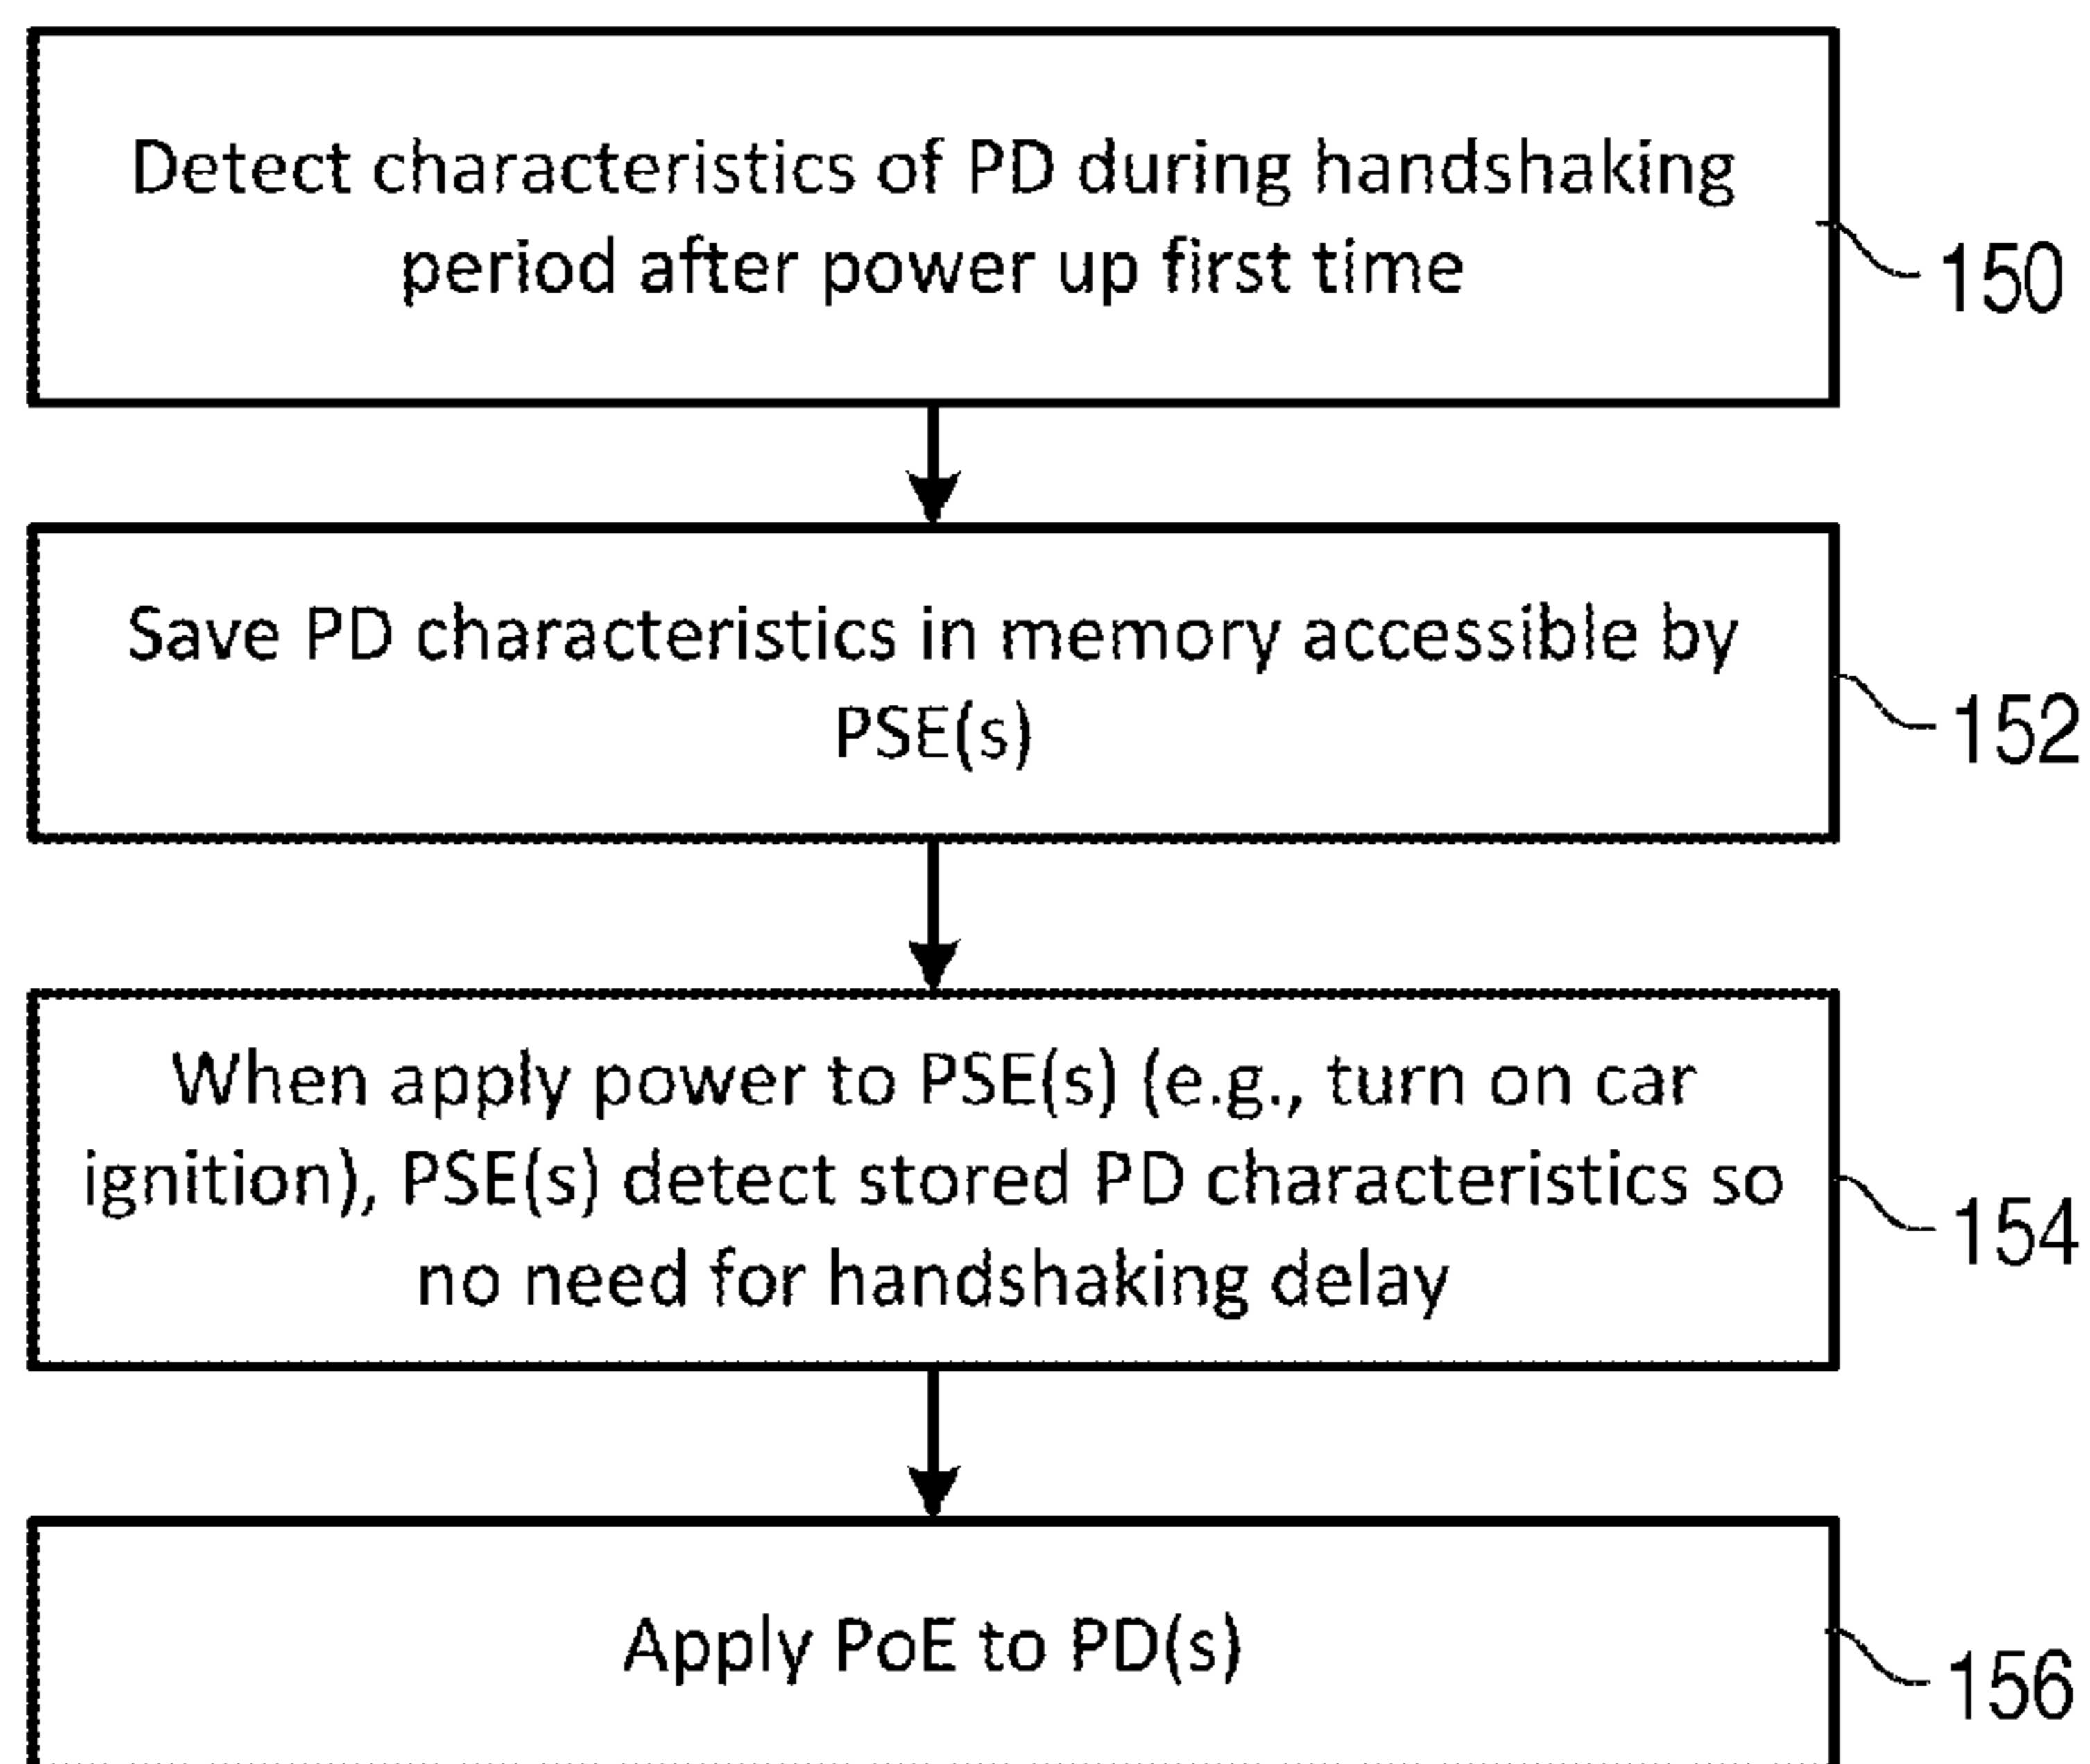 Detect characteristics of PD during handshaking
period after power up first time
150
Save PD characteristics in memory accessible by
PSE(s)
152
When apply power to PSE(s) (e.g., turn on car
ignition), PSE(s) detect stored PD characteristics so
no need for handshaking delay
154
Apply PoE to PD(s)
156